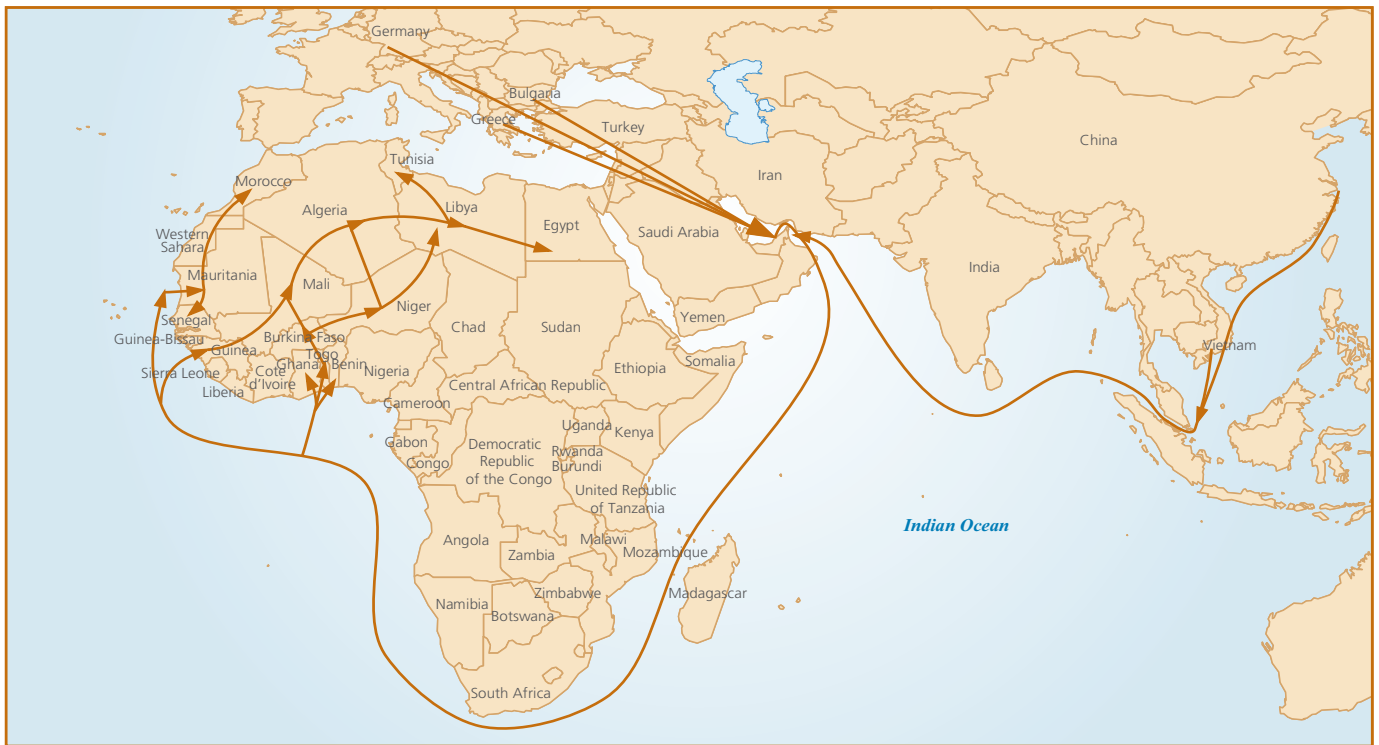 Germany
Bulgaria
Greece
Turkey
China
Iran
Tunisia
Morocco
Algeria
Libya
Egypt
Saudi Arabia
Western
Sahara
India
Mauritania
Mali
Niger
Senegal
Yemen
Chad
Sudan
Guinea-Bissau
Burkina Faso
Guinea
Togo
Ghana
Benin
Vietnam
Somalia
Sierra Leone
Cote
d'Ivoire
Nigeria
Ethiopia
Liberia
Central African Republic
Cameroon
Uganda
Kenya
Gabon
Democratic
Republic
of the Congo
Rwanda
Burundi
Congo
United Republic
of Tanzania
Indian Ocean
Angola
Malawi
Zambia
Mozambique
Zimbabwe
Madagascar
Namibia
Botswana
South Africa